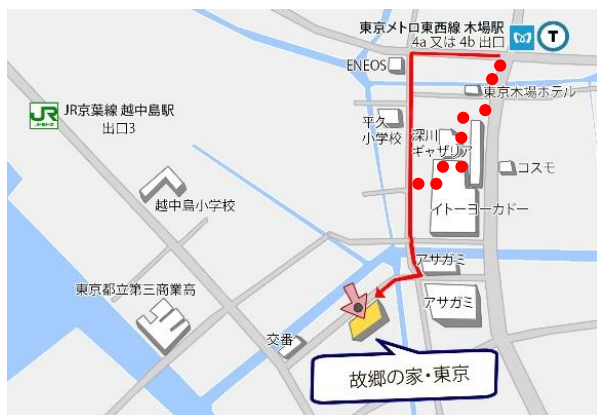 東京メトロ東西線 木場駅
4a 又は 4b 出口
T
ENEOS
東京木場ホテル
JR
JR京葉線 越中島駅
出口3
平久
小学校
深川
ギャザリア
コスモ
越中島小学校
イトーヨーカドー
アサガミ
東京都立第三商業高
アサガミ
交番
故郷の家・東京